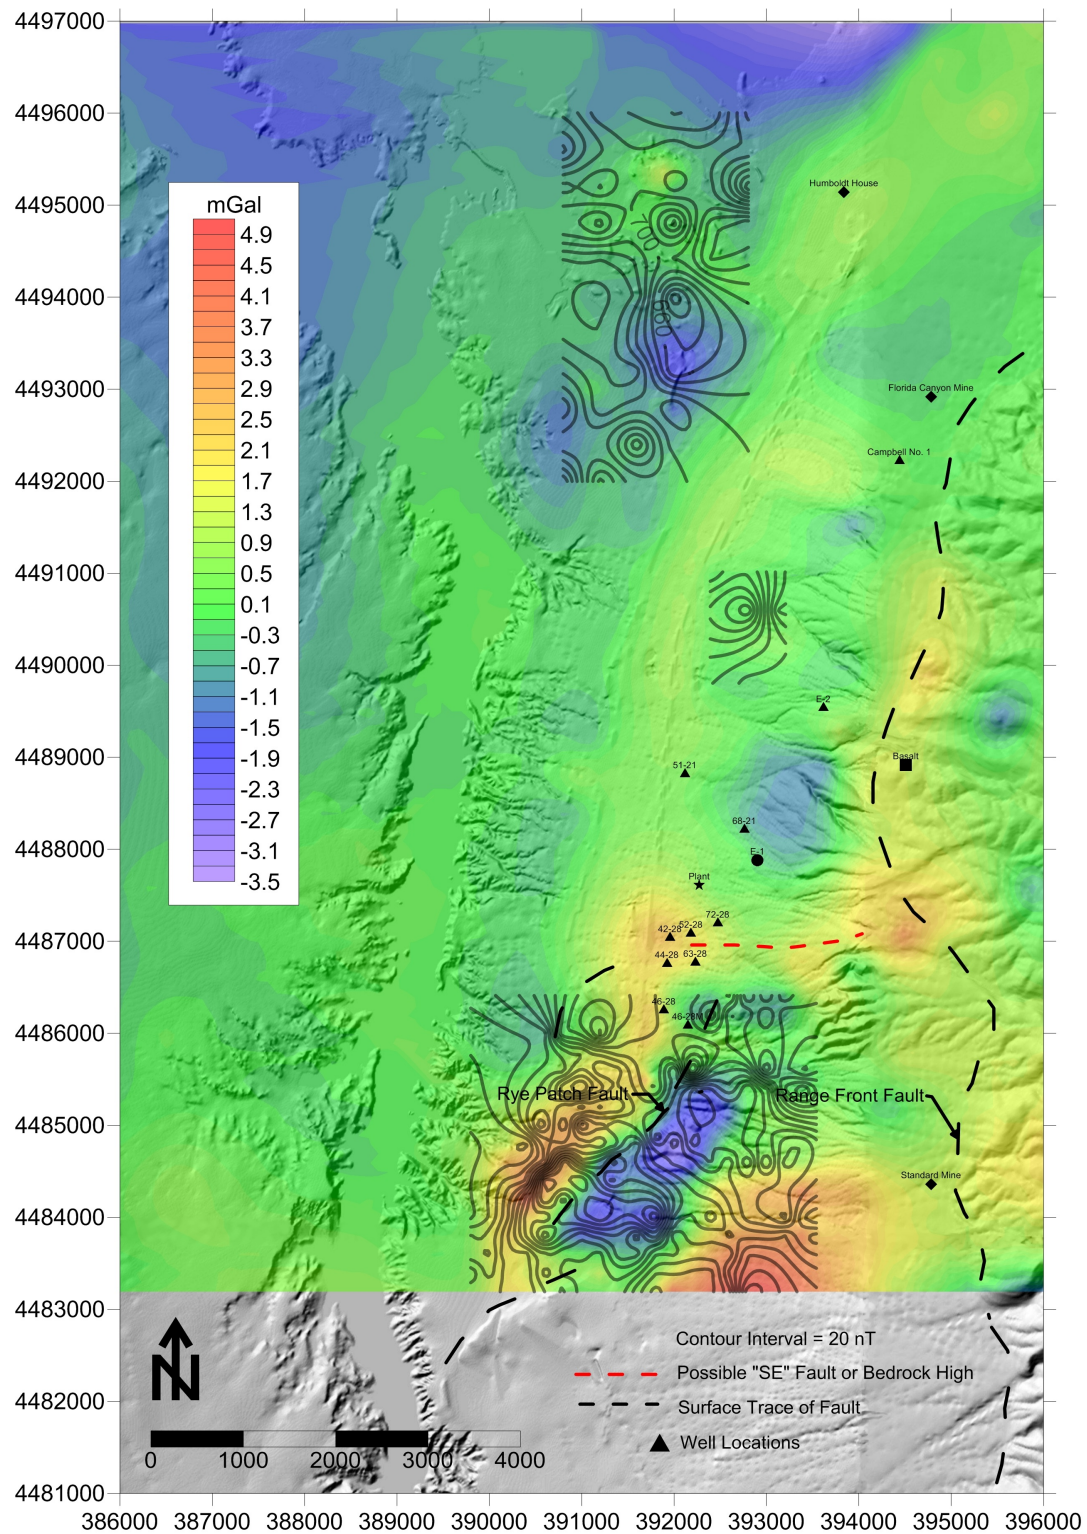 4497000
4496000
4495000
4494000
4493000
4492000
4491000
4490000
4489000
4488000
4487000
4486000
4485000
4484000
4483000
4482000
4481000
mGal
4.9
4.5
4.1
3.7
3.3
2.9
2.5
2.1
1.7
1.3
0.9
0.5
0.1
-0.3
-0.7
-1.1
-1.5
-1.9
-2.3
-2.7
-3.1
-3.5
700
660
Humboldt House
Florida Canyon Mine
Campbell No. 1
E-2
51-21
Basalt
68-21
E-1
Plant
72-28
42-28
52-28
44-28
63-28
46-28
46-28M
Rye Patch Fault
Range Front Fault
Standard Mine
N
Contour Interval = 20 nT
Possible "SE" Fault or Bedrock High
Surface Trace of Fault
Well Locations
0 1000 2000 3000 4000
386000 387000 388000 389000 390000 391000 392000 393000 394000 395000 396000